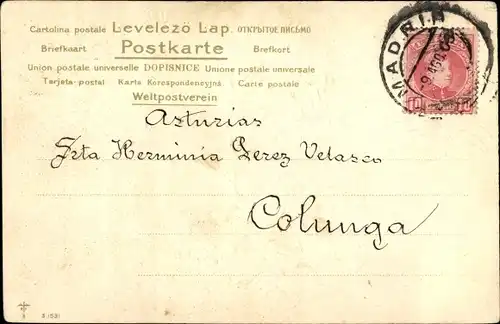 Cartolina postale Levelező Lap. ОТКРЫТОЕ ПИСЬМО
Briefkaart Postkarte Brefkort
Union postale universelle DOPISNICE Unione postale universale
Tarjeta postal Karta Korespondencyjna Carte postale
Weltpostverein
MADRID
10
Asturias
Srta Herminia Perez Velasco
Colunga